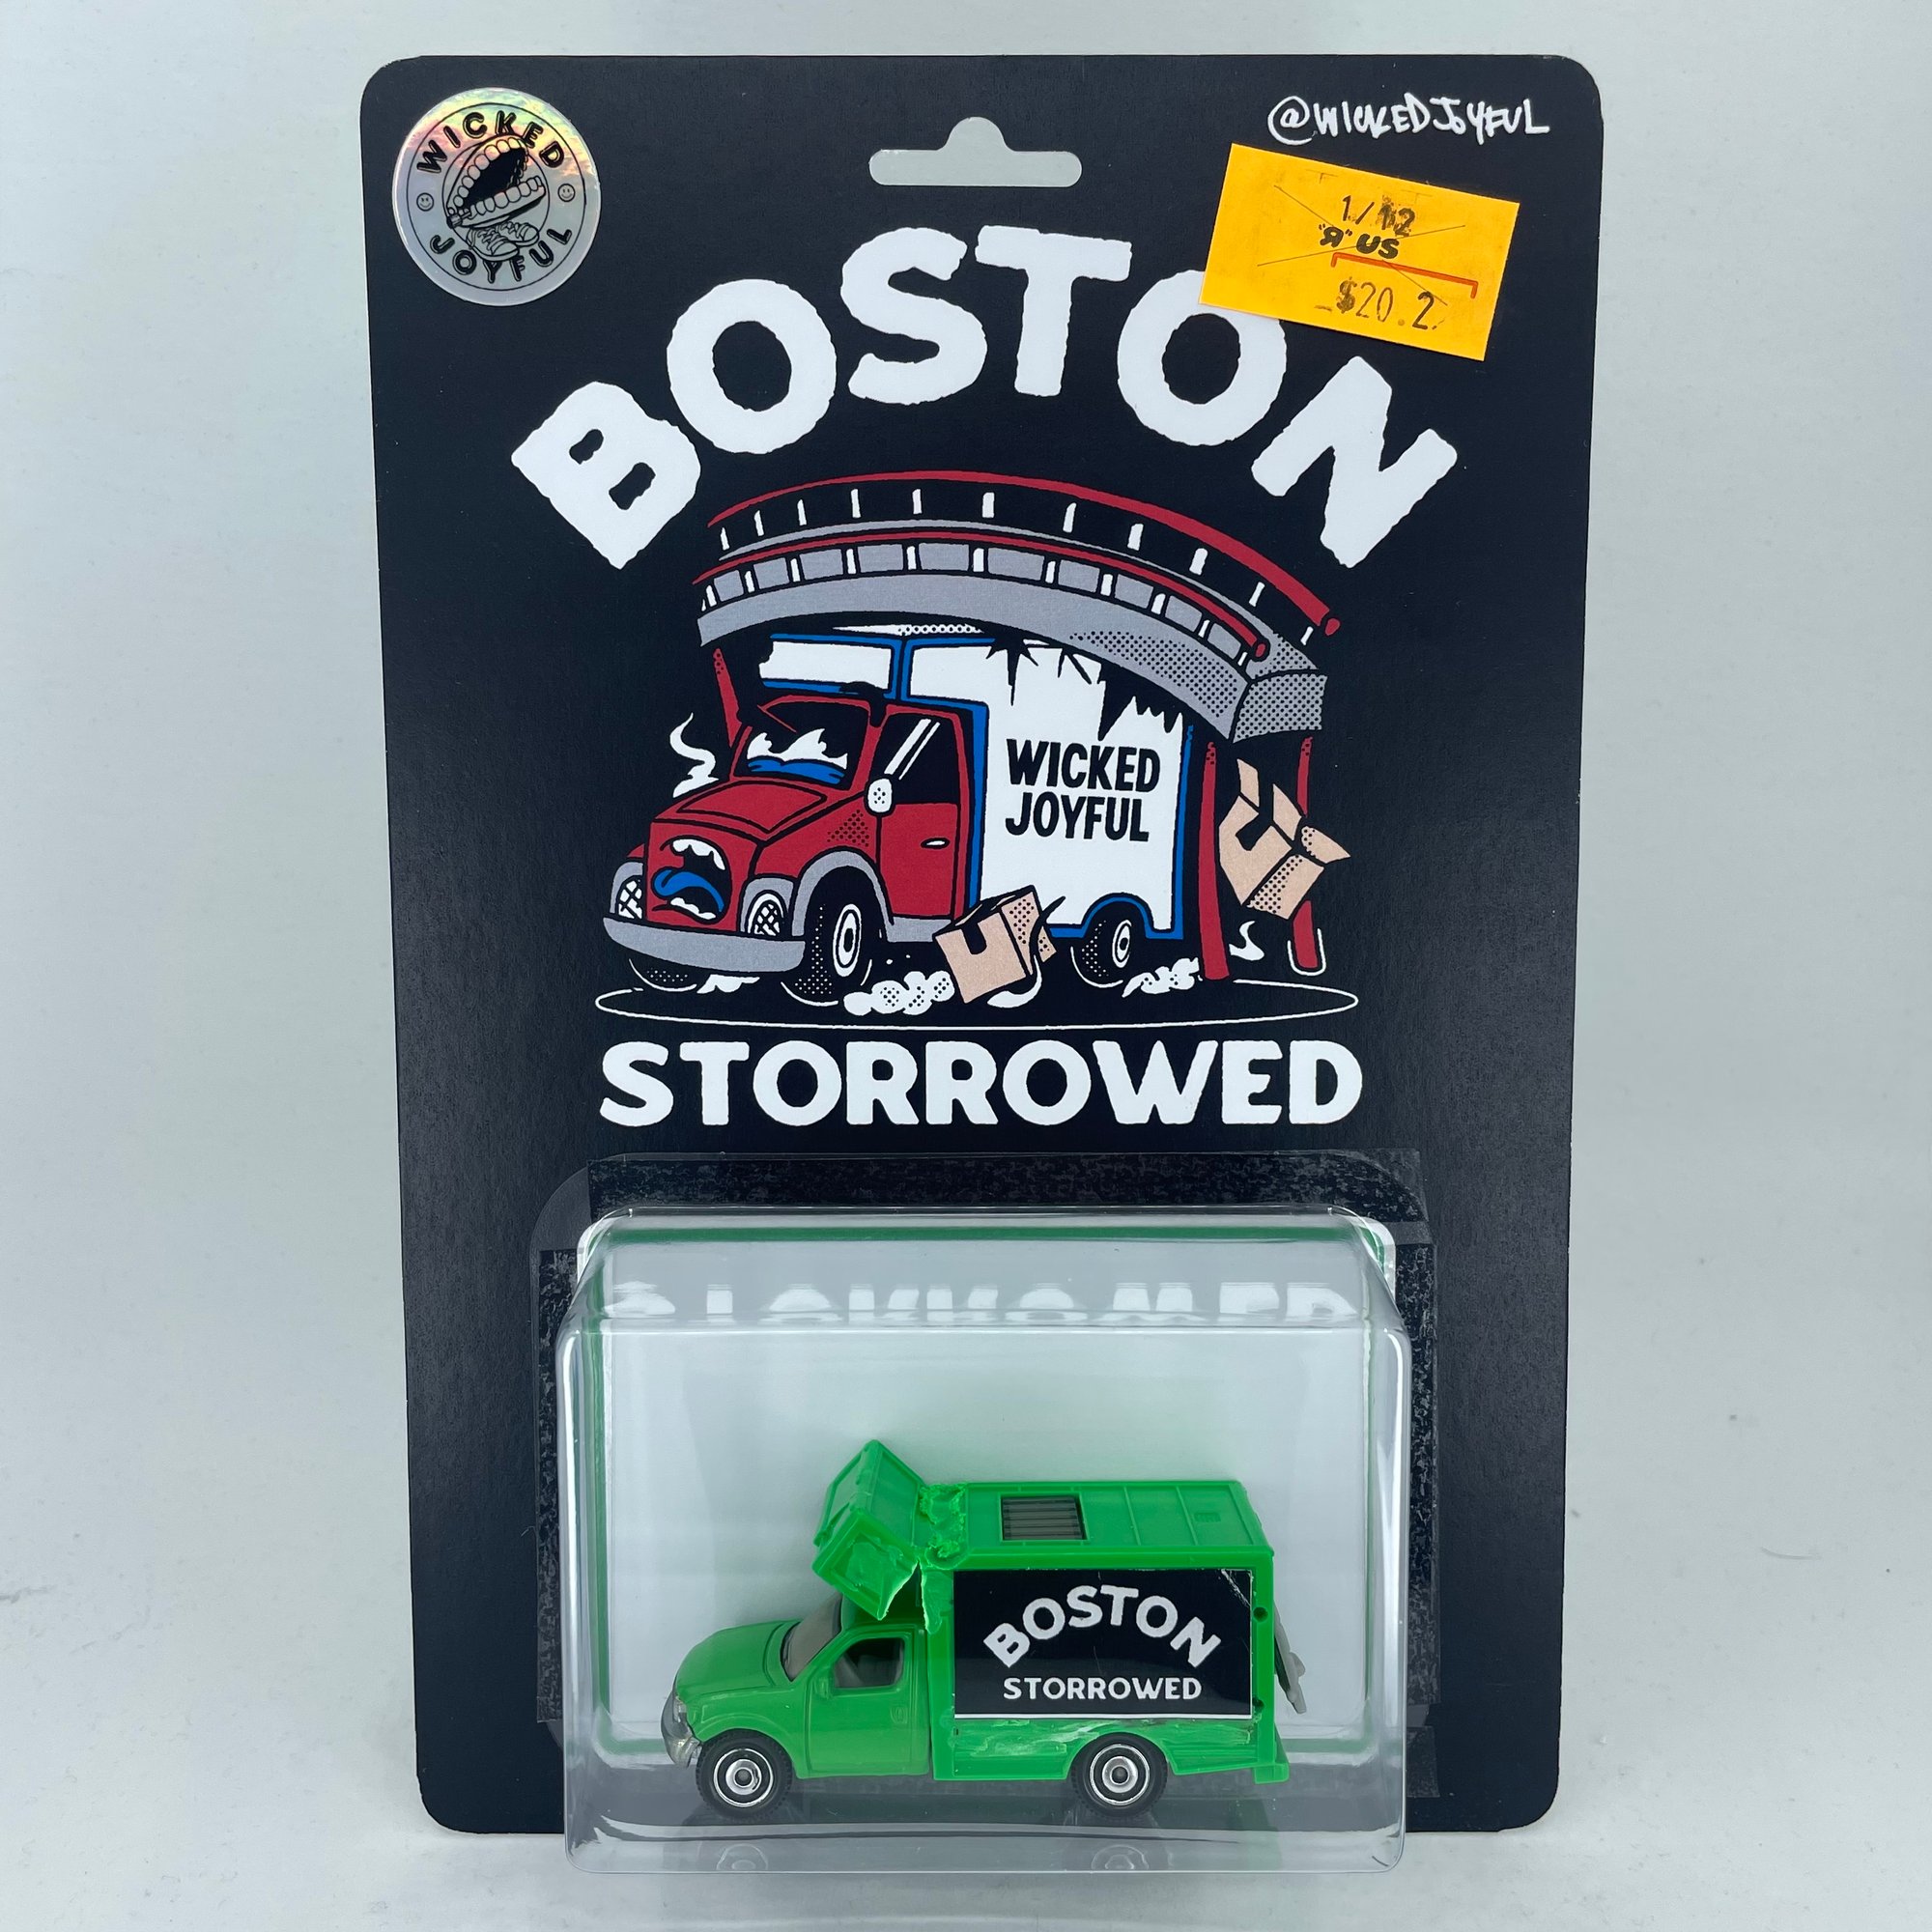 WICKED
JOYFUL
@WICKEDJOYFUL
1/12
"R" US
$20.2
BOSTON
WICKED
JOYFUL
STORROWED
BOSTON
STORROWED